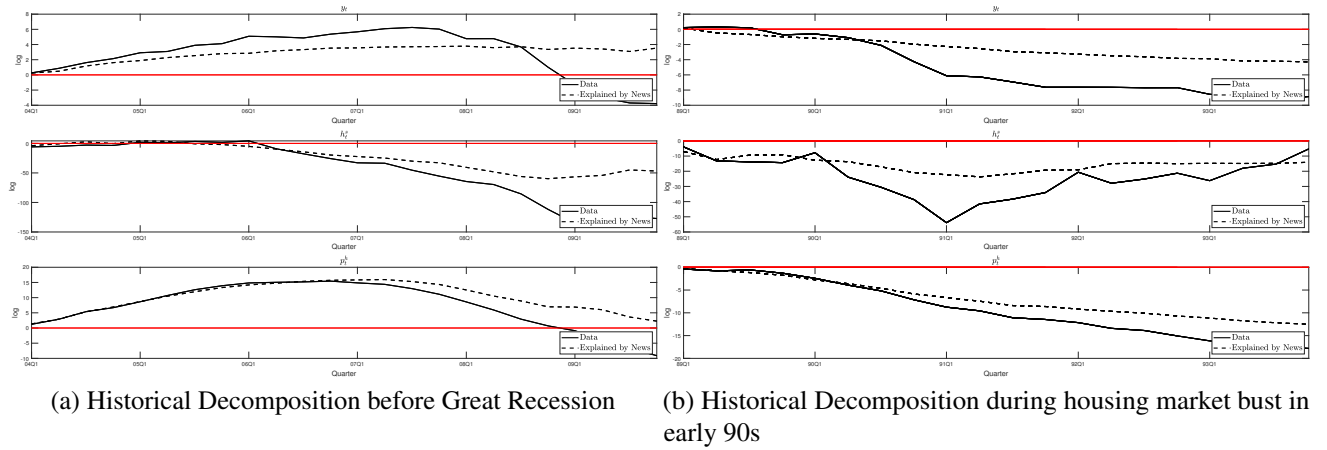 y_t
8
6
4
2
0
-2
-4
log
04Q1 05Q1 06Q1 07Q1 08Q1 09Q1
Quarter
Data
Explained by News
h_t^s
0
-50
-100
-150
log
04Q1 05Q1 06Q1 07Q1 08Q1 09Q1
Quarter
Data
Explained by News
p_t^h
20
15
10
5
0
-5
-10
log
04Q1 05Q1 06Q1 07Q1 08Q1 09Q1
Quarter
Data
Explained by News
(a) Historical Decomposition before Great Recession
y_t
2
0
-2
-4
-6
-8
-10
log
89Q1 90Q1 91Q1 92Q1 93Q1
Quarter
Data
Explained by News
h_t^s
0
-10
-20
-30
-40
-50
-60
log
89Q1 90Q1 91Q1 92Q1 93Q1
Quarter
Data
Explained by News
p_t^h
0
-5
-10
-15
-20
log
89Q1 90Q1 91Q1 92Q1 93Q1
Quarter
Data
Explained by News
(b) Historical Decomposition during housing market bust in
early 90s